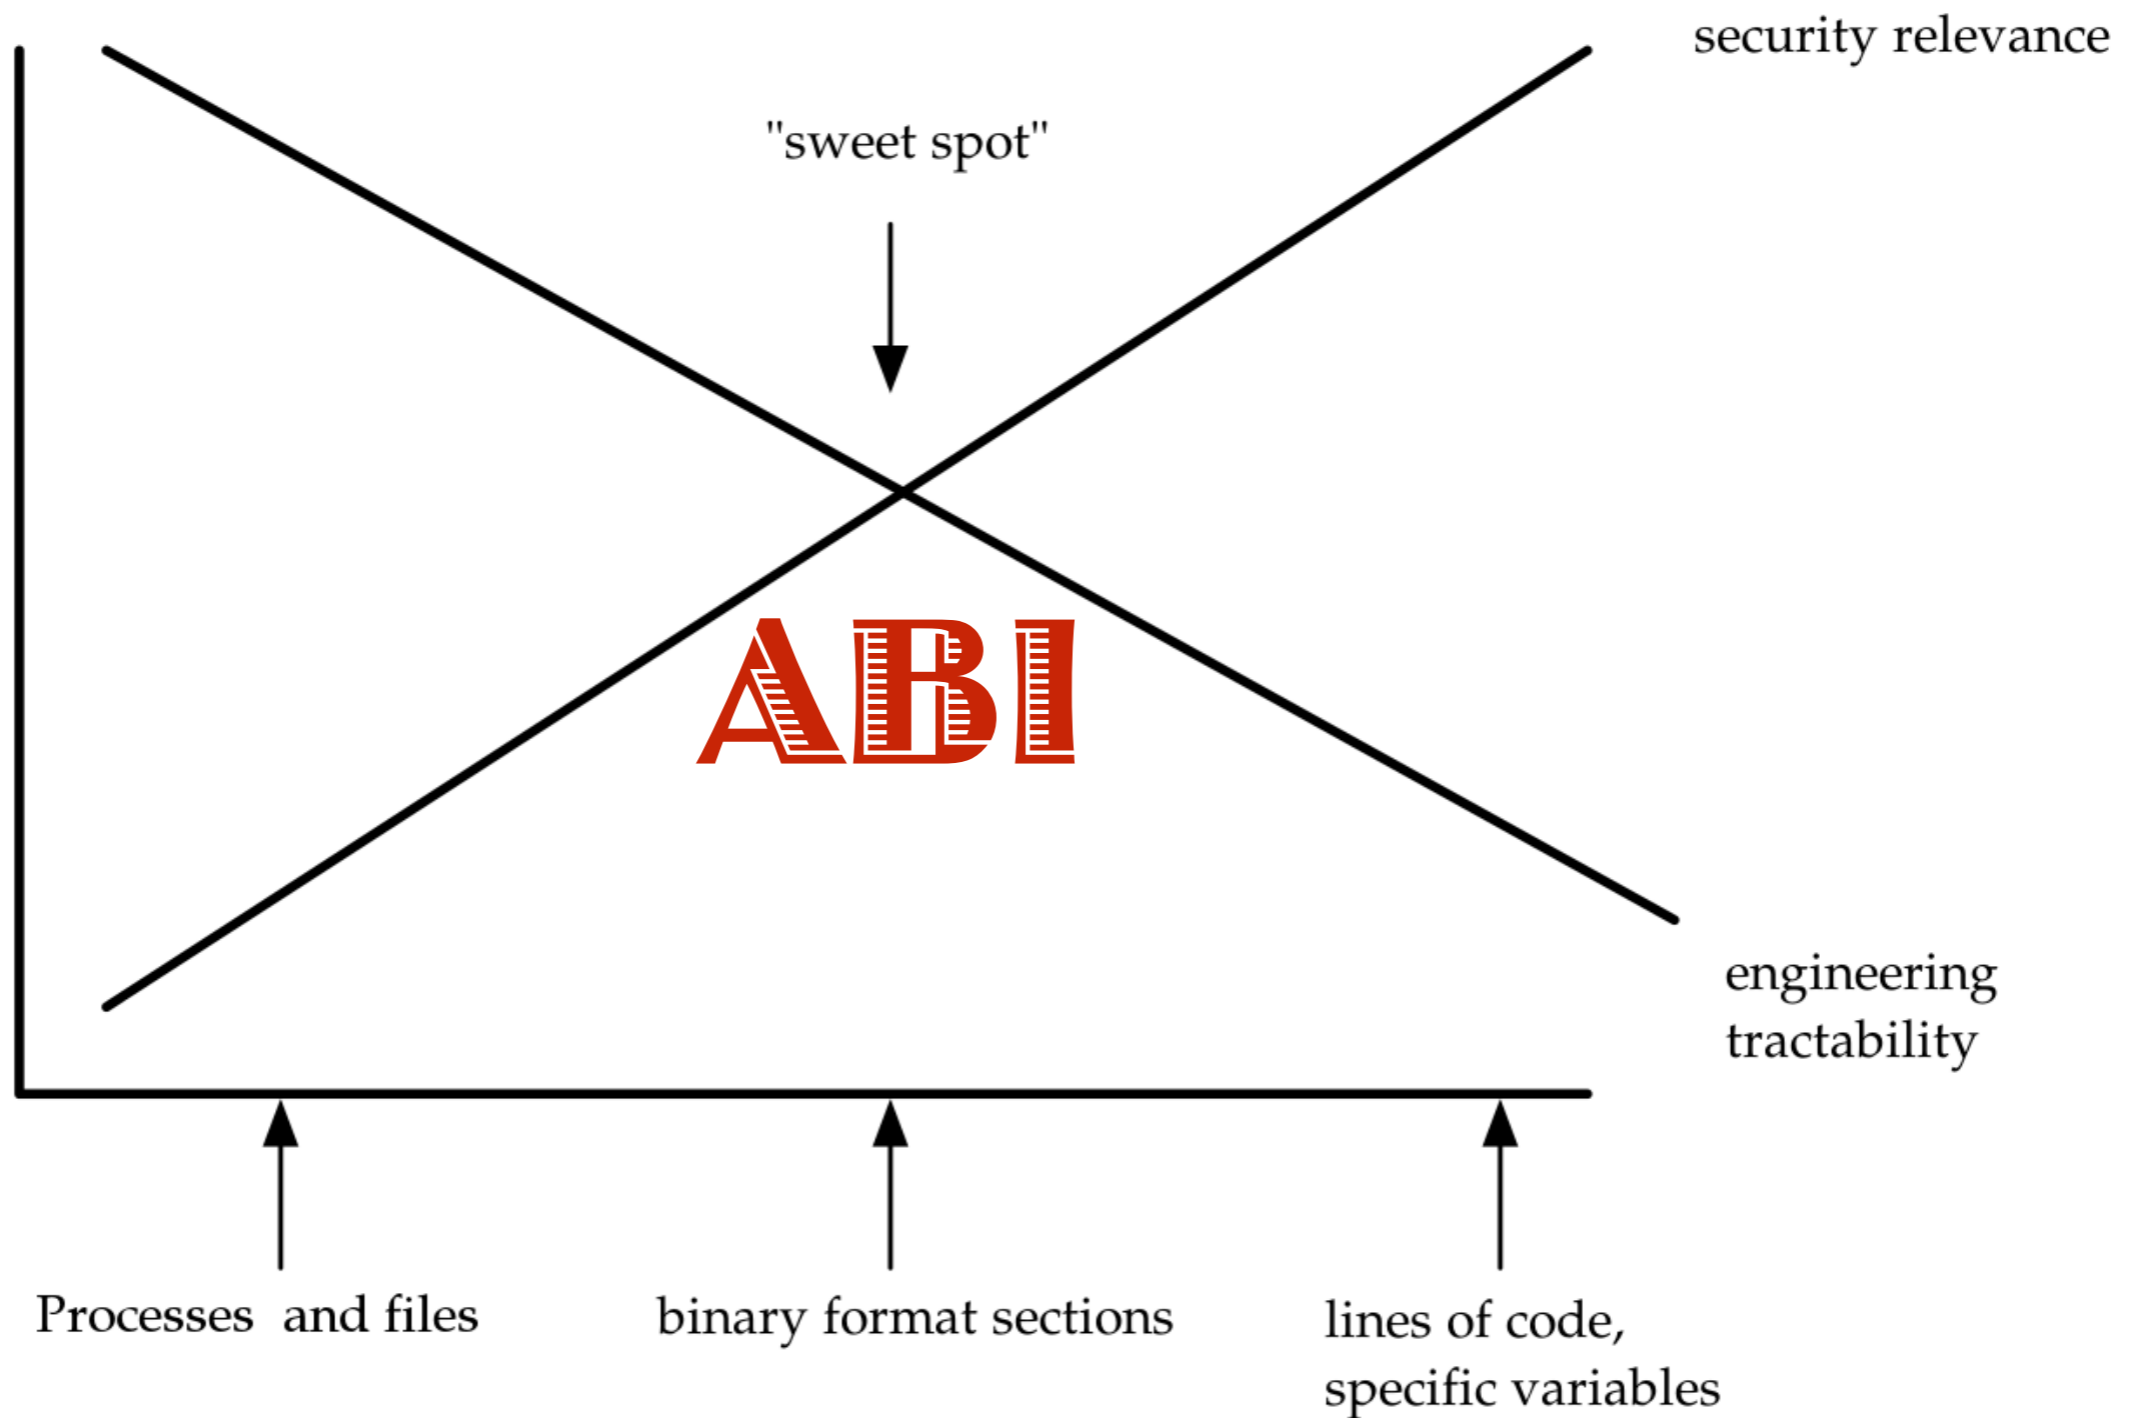 security relevance
"sweet spot"
ABI
engineering
tractability
Processes and files
binary format sections
lines of code,
specific variables